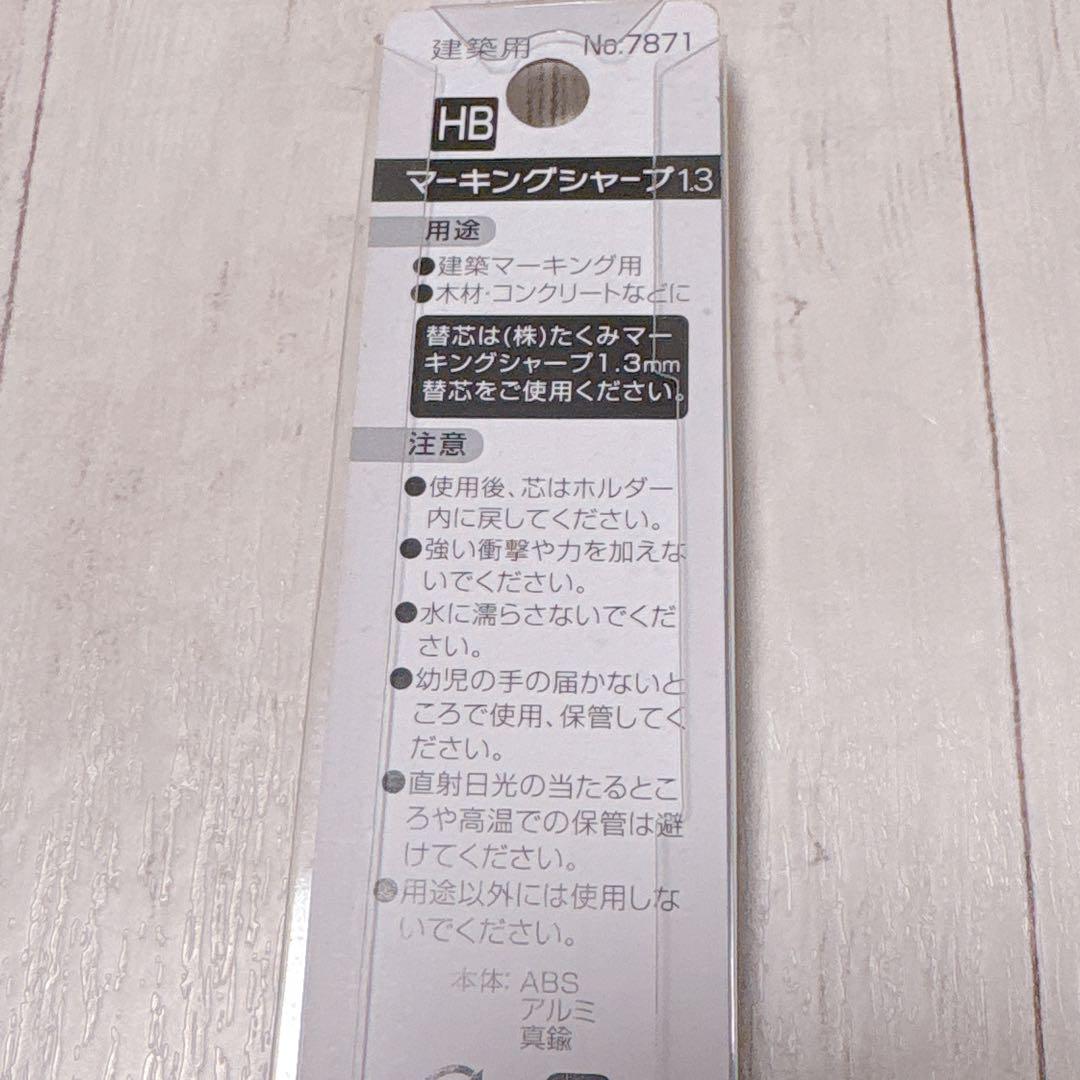 建築用 No.7871
HB
マーキングシャープ1.3
用途
●建築マーキング用
●木材·コンクリートなどに
替芯は(株)たくみマー
キングシャープ1.3mm
替芯をご使用ください。
注意
●使用後、芯はホルダー
内に戻してください。
●強い衝撃や力を加えな
いでください。
●水に濡らさないでくだ
さい。
●幼児の手の届かないと
ころで使用、保管してく
ださい。
●直射日光の当たるとこ
ろや高温での保管は避
けてください。
●用途以外には使用しな
いでください。
本体: ABS
アルミ
真鍮